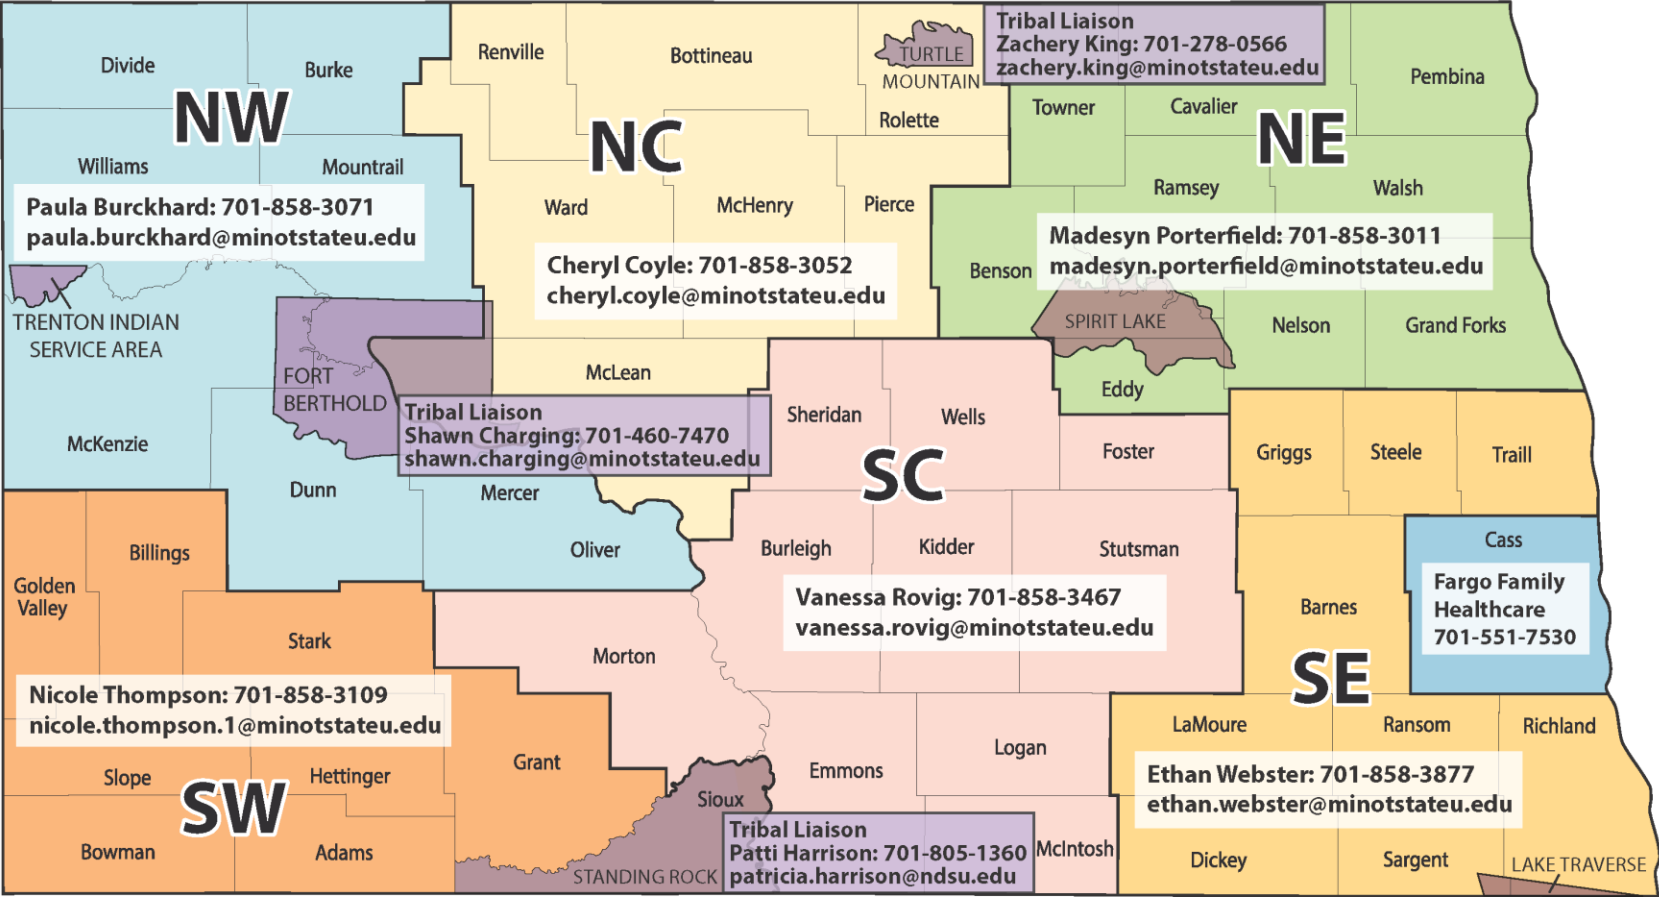 Divide
Burke
NW
Williams
Mountrail
Paula Burckhard: 701-858-3071
paula.burckhard@minotstateu.edu
TRENTON INDIAN
SERVICE AREA
FORT
BERTHOLD
McKenzie
Dunn
Mercer
Oliver
Renville
Bottineau
TURTLE
MOUNTAIN
Rolette
NC
Ward
McHenry
Pierce
Cheryl Coyle: 701-858-3052
cheryl.coyle@minotstateu.edu
McLean
Tribal Liaison
Shawn Charging: 701-460-7470
shawn.charging@minotstateu.edu
Tribal Liaison
Zachery King: 701-278-0566
zachery.king@minotstateu.edu
Pembina
Towner
Cavalier
NE
Ramsey
Walsh
Madesyn Porterfield: 701-858-3011
madesyn.porterfield@minotstateu.edu
Benson
SPIRIT LAKE
Nelson
Grand Forks
Eddy
Sheridan
Wells
Foster
SC
Burleigh
Kidder
Stutsman
Vanessa Rovig: 701-858-3467
vanessa.rovig@minotstateu.edu
Morton
Emmons
Logan
McIntosh
Sioux
STANDING ROCK
Tribal Liaison
Patti Harrison: 701-805-1360
patricia.harrison@ndsu.edu
Golden
Valley
Billings
Stark
Nicole Thompson: 701-858-3109
nicole.thompson.1@minotstateu.edu
Slope
Hettinger
Grant
SW
Bowman
Adams
Griggs
Steele
Traill
Cass
Fargo Family
Healthcare
701-551-7530
Barnes
SE
LaMoure
Ransom
Richland
Ethan Webster: 701-858-3877
ethan.webster@minotstateu.edu
Dickey
Sargent
LAKE TRAVERSE